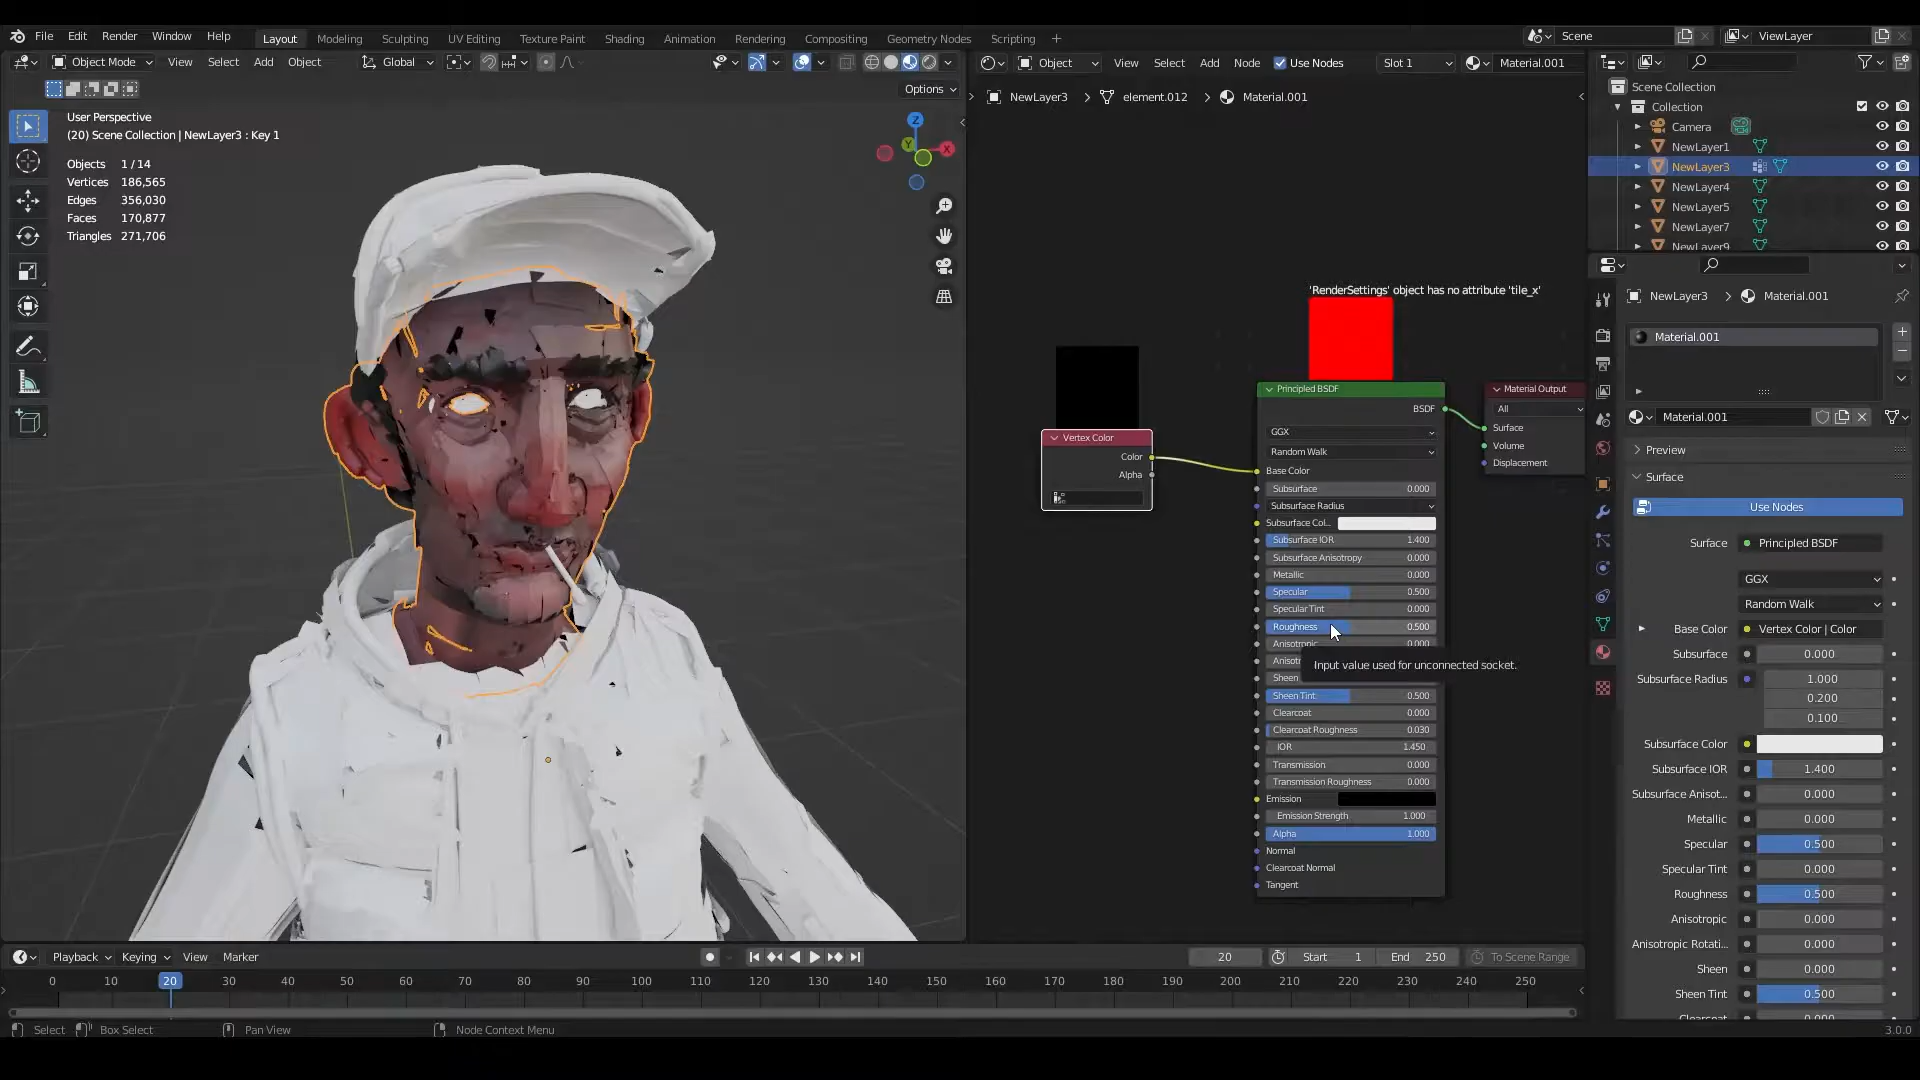 File Edit Render Window Help Layout Modeling Sculpting UV Editing Texture Paint Shading Animation Rendering Compositing Geometry Nodes Scripting + Scene ViewLayer
Object Mode View Select Add Object Global Object View Select Add Node Use Nodes Slot 1 Material.001
Options
NewLayer3 > element.012 > Material.001
User Perspective
(20) Scene Collection | NewLayer3 : Key 1
Objects 1 / 14
Vertices 186,565
Edges 356,030
Faces 170,877
Triangles 271,706
Z
Y
X
'RenderSettings' object has no attribute 'tile_x'
Vertex Color
Color
Alpha
Principled BSDF
BSDF
GGX
Random Walk
Base Color
Subsurface 0.000
Subsurface Radius
Subsurface Col...
Subsurface IOR 1.400
Subsurface Anisotropy 0.000
Metallic 0.000
Specular 0.500
Specular Tint 0.000
Roughness 0.500
Anisotropic 0.000
Anisotr
Sheen
Input value used for unconnected socket.
Sheen Tint 0.500
Clearcoat 0.000
Clearcoat Roughness 0.030
IOR 1.450
Transmission 0.000
Transmission Roughness 0.000
Emission
Emission Strength 1.000
Alpha 1.000
Normal
Clearcoat Normal
Tangent
Material Output
All
Surface
Volume
Displacement
Scene Collection
Collection
Camera
NewLayer1
NewLayer3
NewLayer4
NewLayer5
NewLayer7
NewLayer9
NewLayer3 > Material.001
Material.001
Material.001
Preview
Surface
Use Nodes
Surface Principled BSDF
GGX
Random Walk
Base Color Vertex Color | Color
Subsurface 0.000
Subsurface Radius 1.000
0.200
0.100
Subsurface Color
Subsurface IOR 1.400
Subsurface Anisot... 0.000
Metallic 0.000
Specular 0.500
Specular Tint 0.000
Roughness 0.500
Anisotropic 0.000
Anisotropic Rotati... 0.000
Sheen 0.000
Sheen Tint 0.500
Clearcoat 0.000
Playback Keying View Marker 20 Start 1 End 250 To Scene Range
0 10 20 30 40 50 60 70 80 90 100 110 120 130 140 150 160 170 180 190 200 210 220 230 240 250
Select Box Select Pan View Node Context Menu 3.0.0